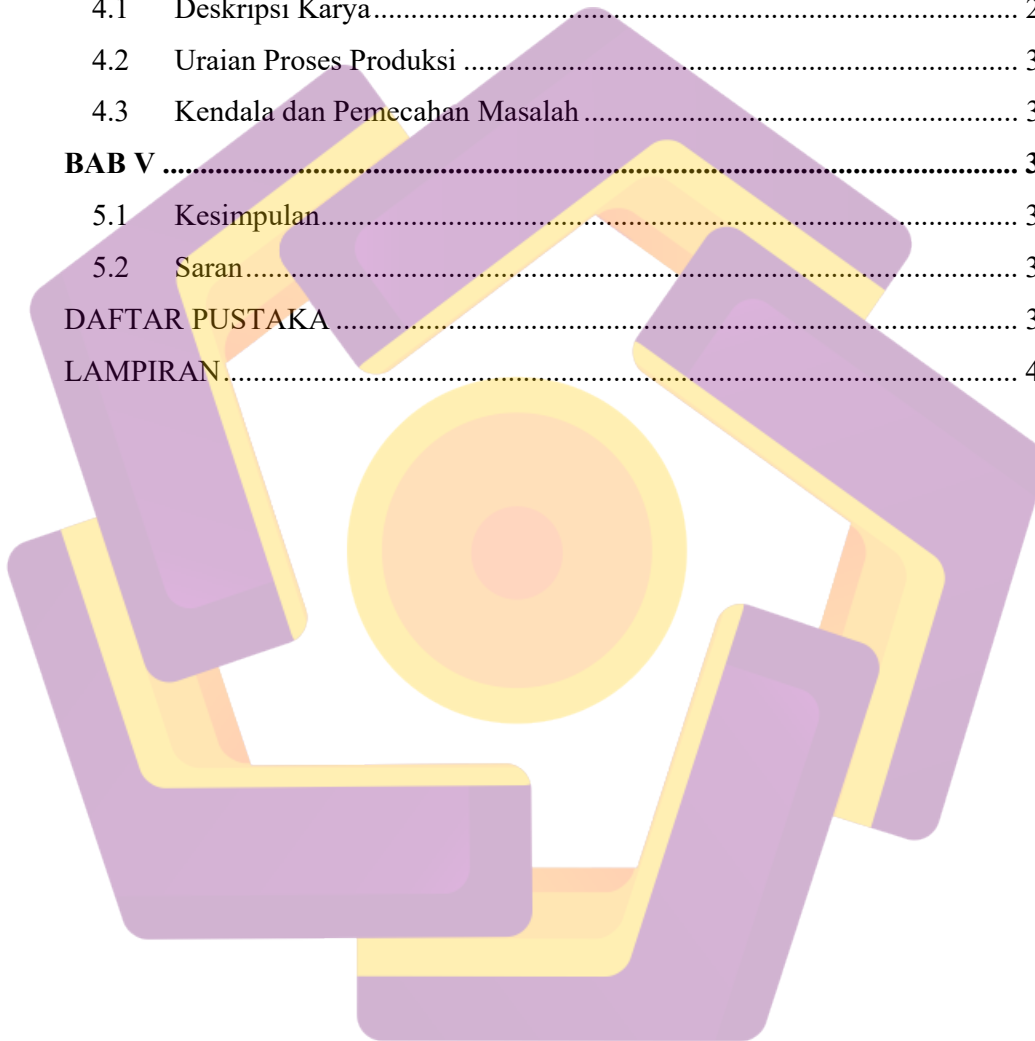 4.1 Deskripsi Karya.......................................................................................... 2
4.2 Uraian Proses Produksi ............................................................................. 3
4.3 Kendala dan Pemecahan Masalah ............................................................. 3
BAB V ................................................................................................................. 3
5.1 Kesimpulan................................................................................................ 3
5.2 Saran.......................................................................................................... 3
DAFTAR PUSTAKA ........................................................................................... 3
LAMPIRAN......................................................................................................... 4